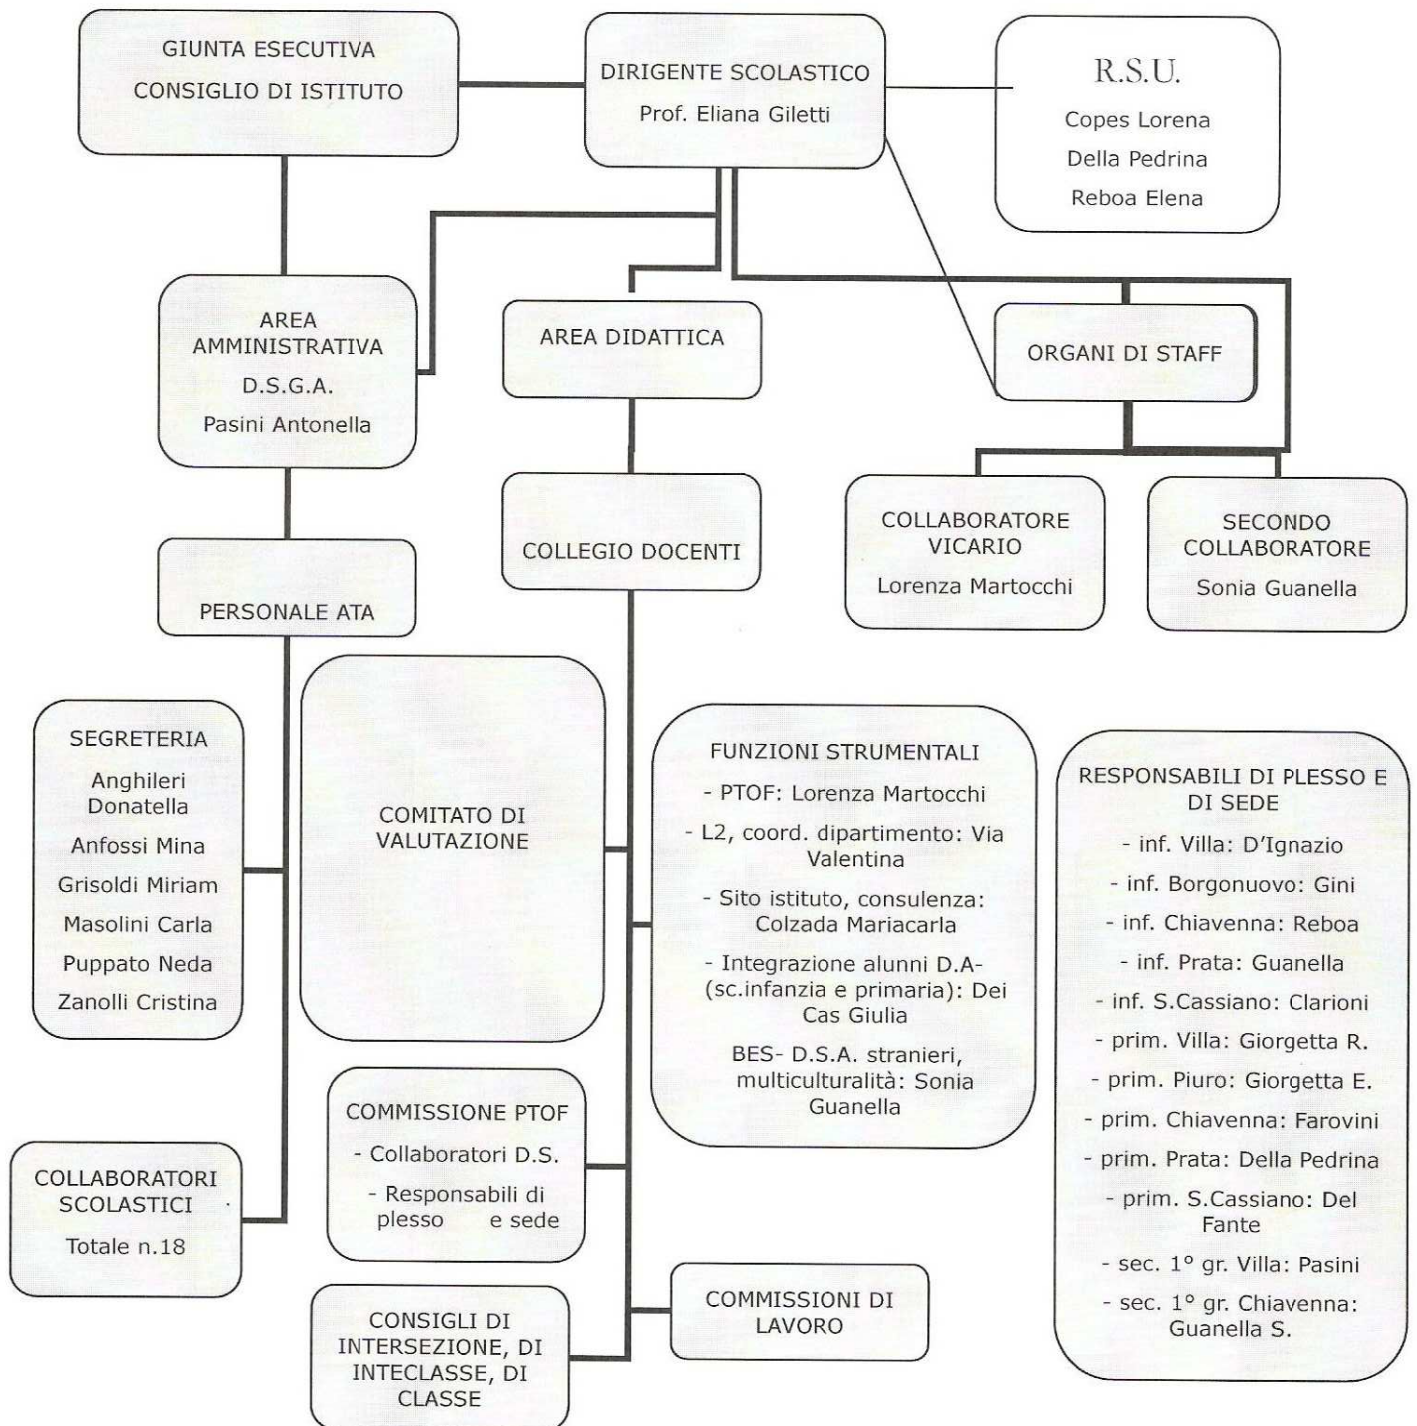 GIUNTA ESECUTIVA
CONSIGLIO DI ISTITUTO
DIRIGENTE SCOLASTICO
Prof. Eliana Giletti
R.S.U.
Copes Lorena
Della Pedrina
Reboa Elena
AREA
AMMINISTRATIVA
D.S.G.A.
Pasini Antonella
AREA DIDATTICA
ORGANI DI STAFF
COLLEGIO DOCENTI
COLLABORATORE
VICARIO
Lorenza Martocchi
SECONDO
COLLABORATORE
Sonia Guanella
PERSONALE ATA
SEGRETERIA
Anghileri
Donatella
Anfossi Mina
Grisoldi Miriam
Masolini Carla
Puppato Neda
Zanolli Cristina
COMITATO DI
VALUTAZIONE
FUNZIONI STRUMENTALI
- PTOF: Lorenza Martocchi
- L2, coord. dipartimento: Via
Valentina
- Sito istituto, consulenza:
Colzada Mariacarla
- Integrazione alunni D.A-
(sc.infanzia e primaria): Dei
Cas Giulia
BES- D.S.A. stranieri,
multiculturalità: Sonia
Guanella
RESPONSABILI DI PLESSO E
DI SEDE
- inf. Villa: D'Ignazio
- inf. Borgonuovo: Gini
- inf. Chiavenna: Reboa
- inf. Prata: Guanella
- inf. S.Cassiano: Clarioni
- prim. Villa: Giorgetta R.
- prim. Piuro: Giorgetta E.
- prim. Chiavenna: Farovini
- prim. Prata: Della Pedrina
- prim. S.Cassiano: Del
Fante
- sec. 1° gr. Villa: Pasini
- sec. 1° gr. Chiavenna:
Guanella S.
COMMISSIONE PTOF
- Collaboratori D.S.
- Responsabili di
plesso e sede
COLLABORATORI
SCOLASTICI
Totale n.18
CONSIGLI DI
INTERSEZIONE, DI
INTECLASSE, DI
CLASSE
COMMISSIONI DI
LAVORO